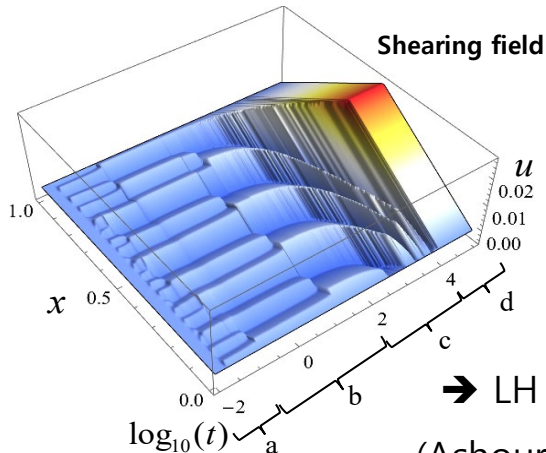 Shearing field
u
0.02
0.01
0.00
1.0
0.5
0.0
x
−2
0
2
4
log₁₀(t)
a
b
c
d
➔ LH
(Ashour